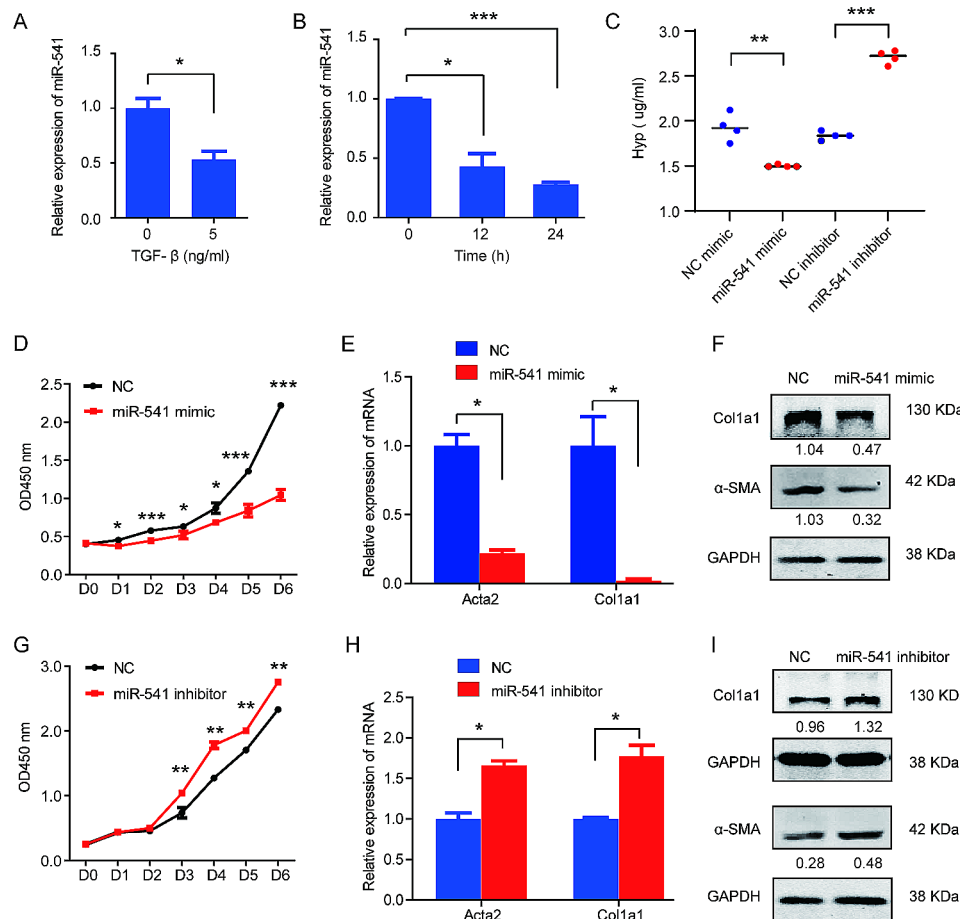 A
Relative expression of miR-541
1.5
1.0
0.5
0.0
*
0
5
TGF- β (ng/ml)
B
Relative expression of miR-541
1.5
1.0
0.5
0.0
***
*
0
12
24
Time (h)
C
Hyp ( ug/ml)
3.0
2.5
2.0
1.5
1.0
**
***
NC mimic
miR-541 mimic
NC inhibitor
miR-541 inhibitor
D
NC
miR-541 mimic
OD450 nm
2.5
2.0
1.5
1.0
0.5
0.0
* *** * * *** ***
D0 D1 D2 D3 D4 D5 D6
E
NC
miR-541 mimic
Relative expression of mRNA
1.5
1.0
0.5
0.0
*
*
Acta2
Col1a1
F
NC miR-541 mimic
Col1a1 130 KDa
1.04 0.47
α-SMA 42 KDa
1.03 0.32
GAPDH 38 KDa
G
NC
miR-541 inhibitor
OD450 nm
3.0
2.0
1.0
0.0
** ** ** **
D0 D1 D2 D3 D4 D5 D6
H
NC
miR-541 inhibitor
Relative expression of mRNA
2.5
2.0
1.5
1.0
0.5
0.0
*
*
Acta2
Col1a1
I
NC miR-541 inhibitor
Col1a1 130 KDa
0.96 1.32
GAPDH 38 KDa
α-SMA 42 KDa
0.28 0.48
GAPDH 38 KDa